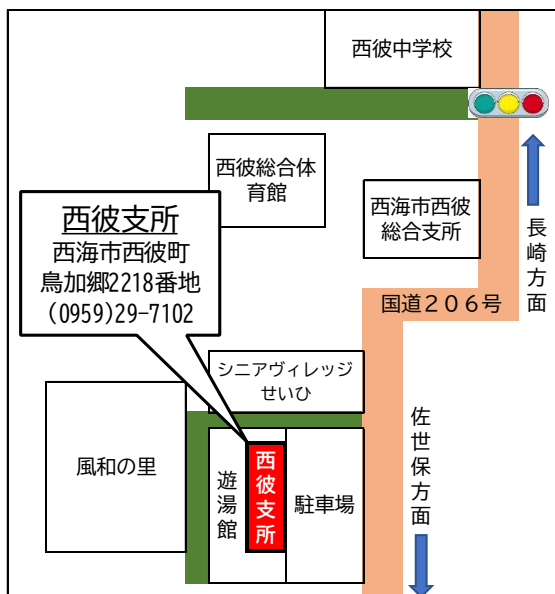 西彼中学校
西彼総合体
育館
西海市西彼
総合支所
長崎方面
西彼支所
西海市西彼町
鳥加郷2218番地
(0959)29-7102
国道２０６号
シニアヴィレッジ
せいひ
佐世保方面
風和の里
遊湯館
西彼支所
駐車場